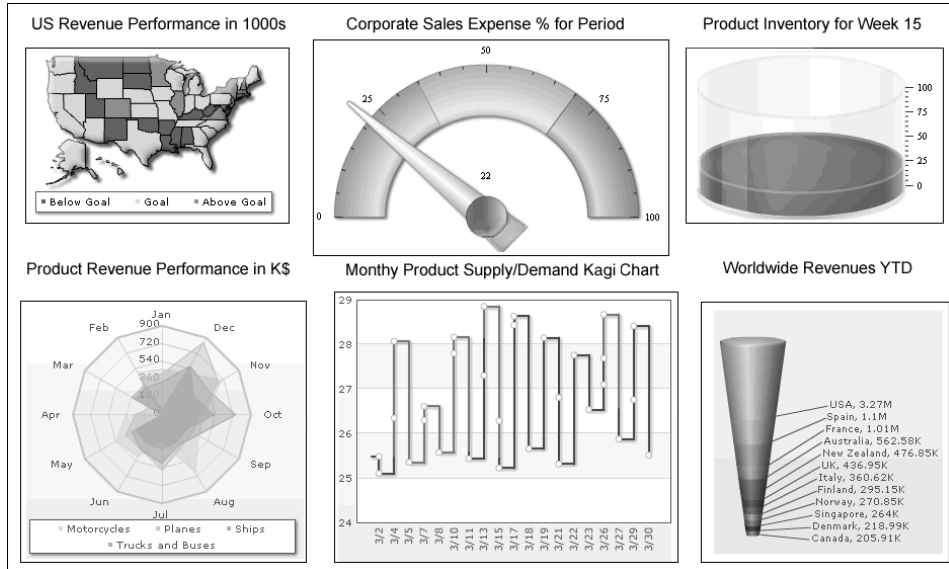 US Revenue Performance in 1000s
Below Goal Goal Above Goal
Corporate Sales Expense % for Period
0
25
50
75
100
22
Product Inventory for Week 15
100
75
50
25
0
Product Revenue Performance in K$
Jan
Dec
Nov
Oct
Sep
Aug
Jul
Jun
May
Apr
Mar
Feb
900
720
540
360
180
0
Motorcycles Planes Ships
Trucks and Buses
Monthy Product Supply/Demand Kagi Chart
29
28
27
26
25
24
3/2
3/4
3/5
3/7
3/8
3/10
3/11
3/13
3/15
3/17
3/18
3/19
3/21
3/22
3/23
3/26
3/27
3/29
3/30
Worldwide Revenues YTD
USA, 3.27M
Spain, 1.1M
France, 1.01M
Australia, 562.58K
New Zealand, 476.85K
UK, 436.95K
Italy, 360.62K
Finland, 295.15K
Norway, 270.85K
Singapore, 264K
Denmark, 218.99K
Canada, 205.91K